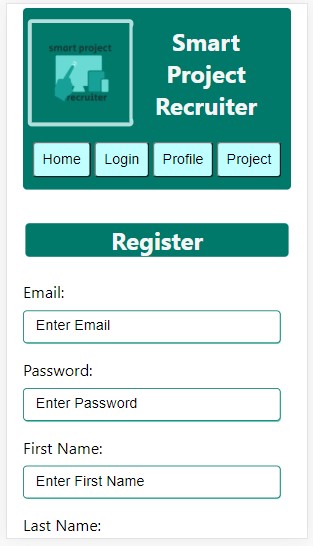 smart project
recruiter
Smart
Project
Recruiter
Home Login Profile Project
Register
Email:
Enter Email
Password:
Enter Password
First Name:
Enter First Name
Last Name: